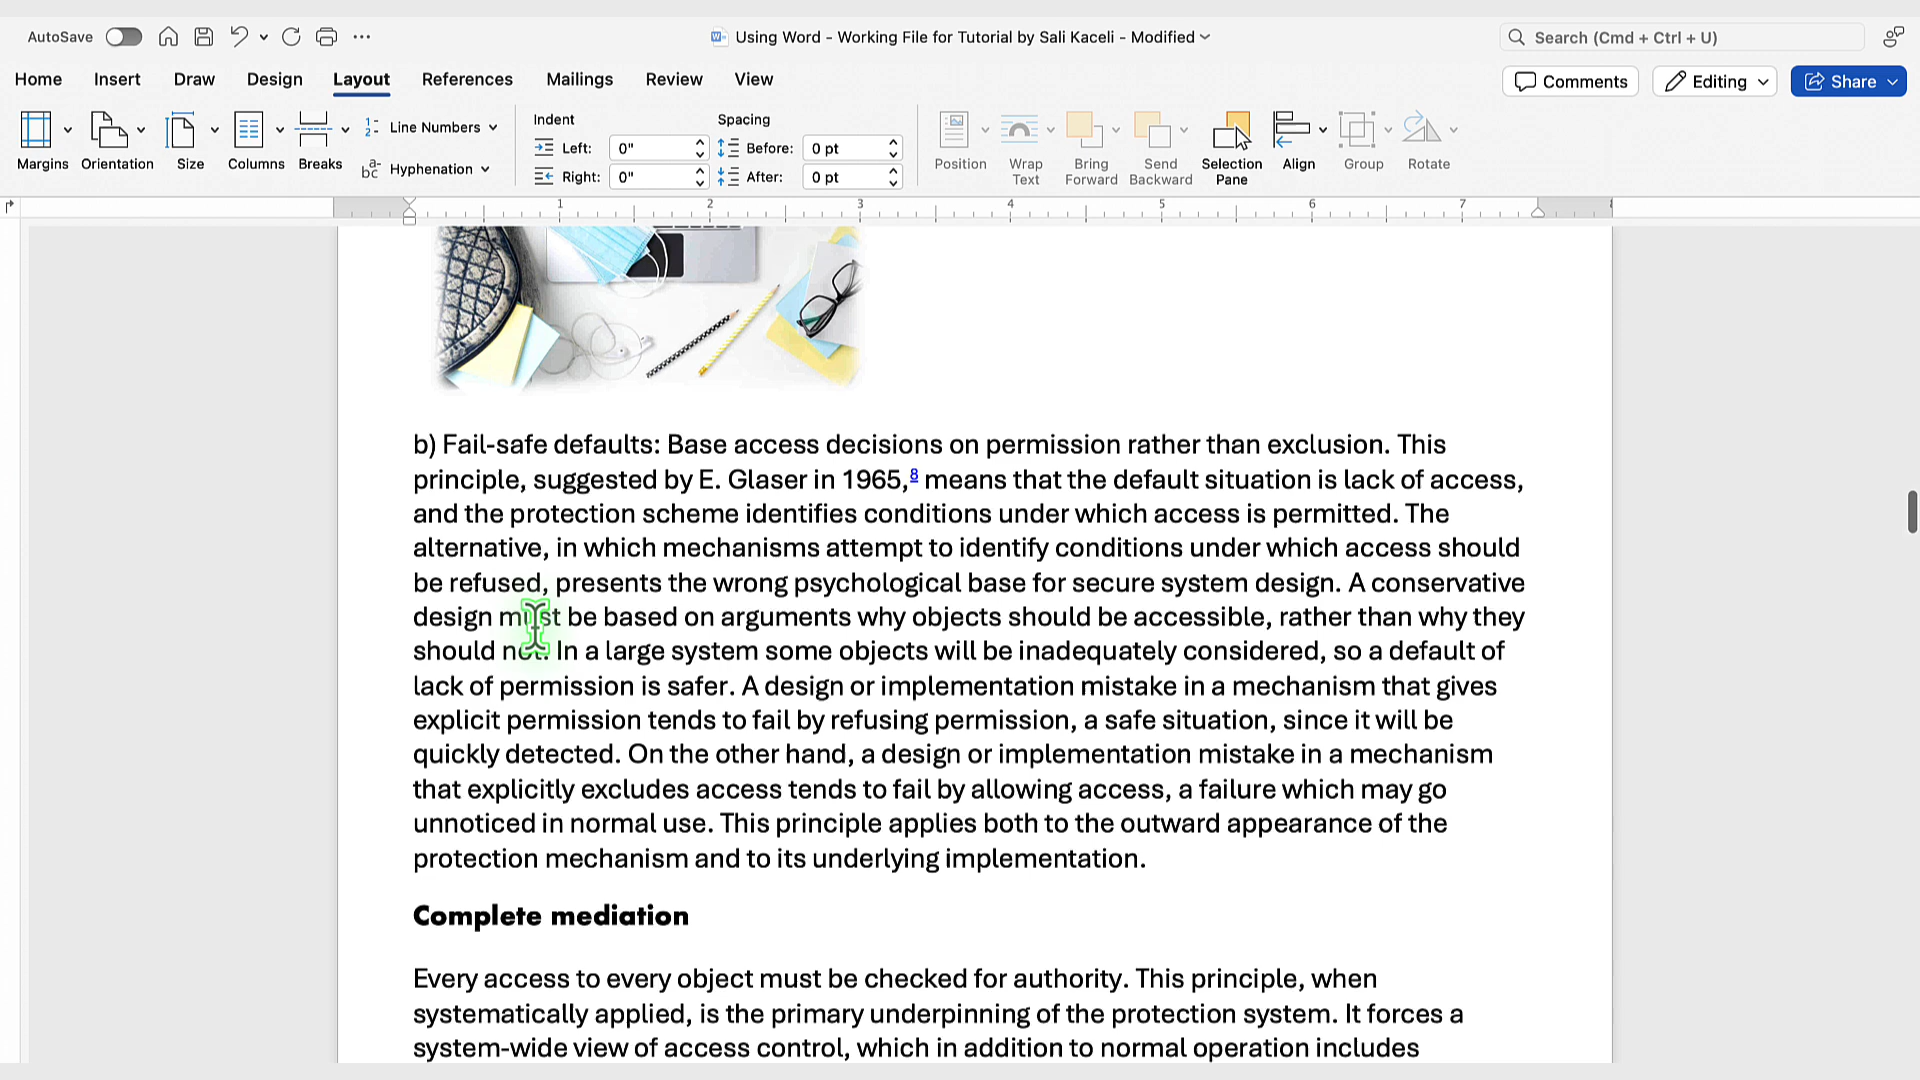 AutoSave
Using Word - Working File for Tutorial by Sali Kaceli - Modified
Search (Cmd + Ctrl + U)
Home Insert Draw Design Layout References Mailings Review View
Comments Editing Share
Margins Orientation Size Columns Breaks
Line Numbers
Hyphenation
Indent Spacing
Left: 0" Before: 0 pt
Right: 0" After: 0 pt
Position Wrap Text Bring Forward Send Backward Selection Pane Align Group Rotate
1 2 3 4 5 6 7
b) Fail-safe defaults: Base access decisions on permission rather than exclusion. This
principle, suggested by E. Glaser in 1965,8 means that the default situation is lack of access,
and the protection scheme identifies conditions under which access is permitted. The
alternative, in which mechanisms attempt to identify conditions under which access should
be refused, presents the wrong psychological base for secure system design. A conservative
design must be based on arguments why objects should be accessible, rather than why they
should not. In a large system some objects will be inadequately considered, so a default of
lack of permission is safer. A design or implementation mistake in a mechanism that gives
explicit permission tends to fail by refusing permission, a safe situation, since it will be
quickly detected. On the other hand, a design or implementation mistake in a mechanism
that explicitly excludes access tends to fail by allowing access, a failure which may go
unnoticed in normal use. This principle applies both to the outward appearance of the
protection mechanism and to its underlying implementation.
Complete mediation
Every access to every object must be checked for authority. This principle, when
systematically applied, is the primary underpinning of the protection system. It forces a
system-wide view of access control, which in addition to normal operation includes